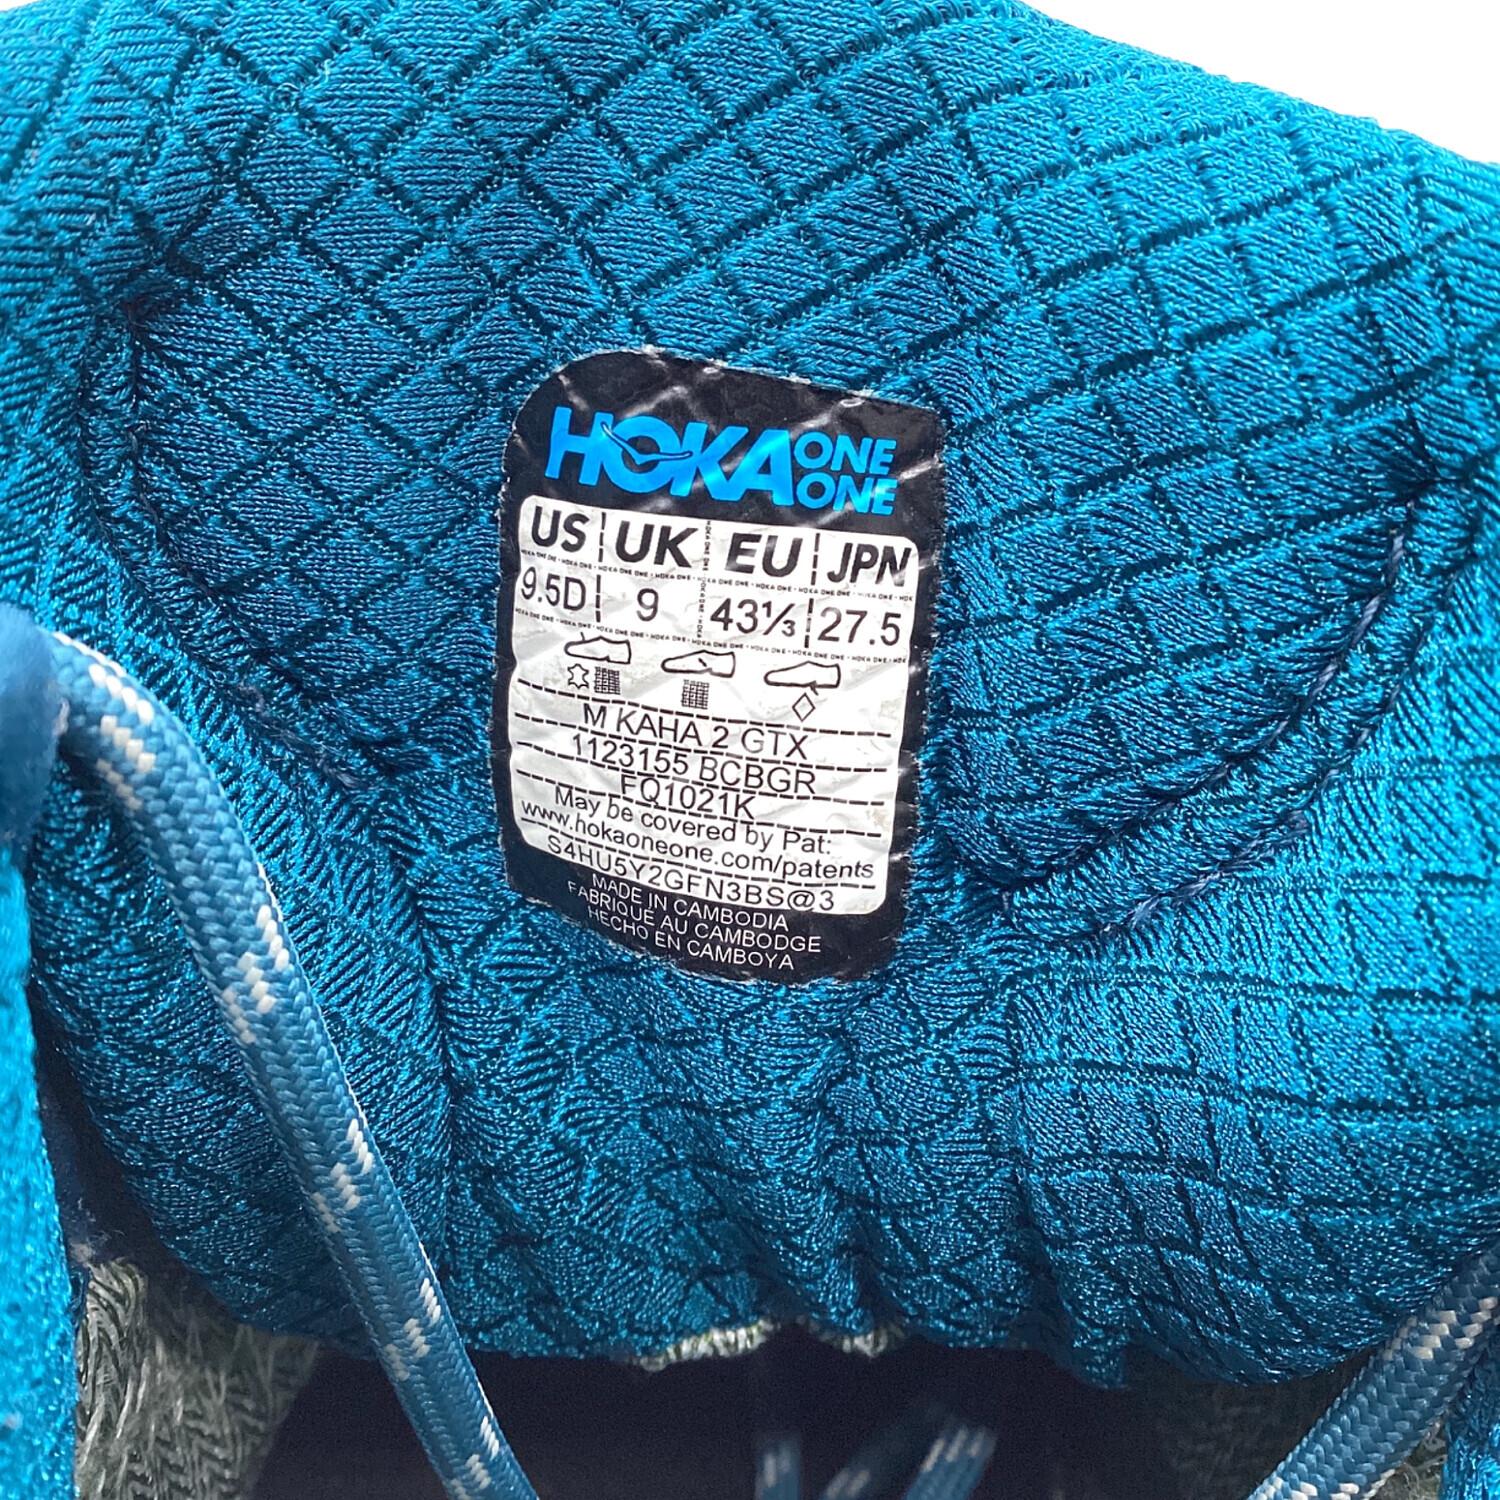 HOKA ONE ONE
US UK EU JPN
9.5D 9 43⅓ 27.5
M KAHA 2 GTX
1123155 BCBGR
FQ1021K
May be covered by Pat:
www.hokaoneone.com/patents
S4HU5Y2GFN3BS@3
MADE IN CAMBODIA
FABRIQUÉ AU CAMBODGE
HECHO EN CAMBOYA